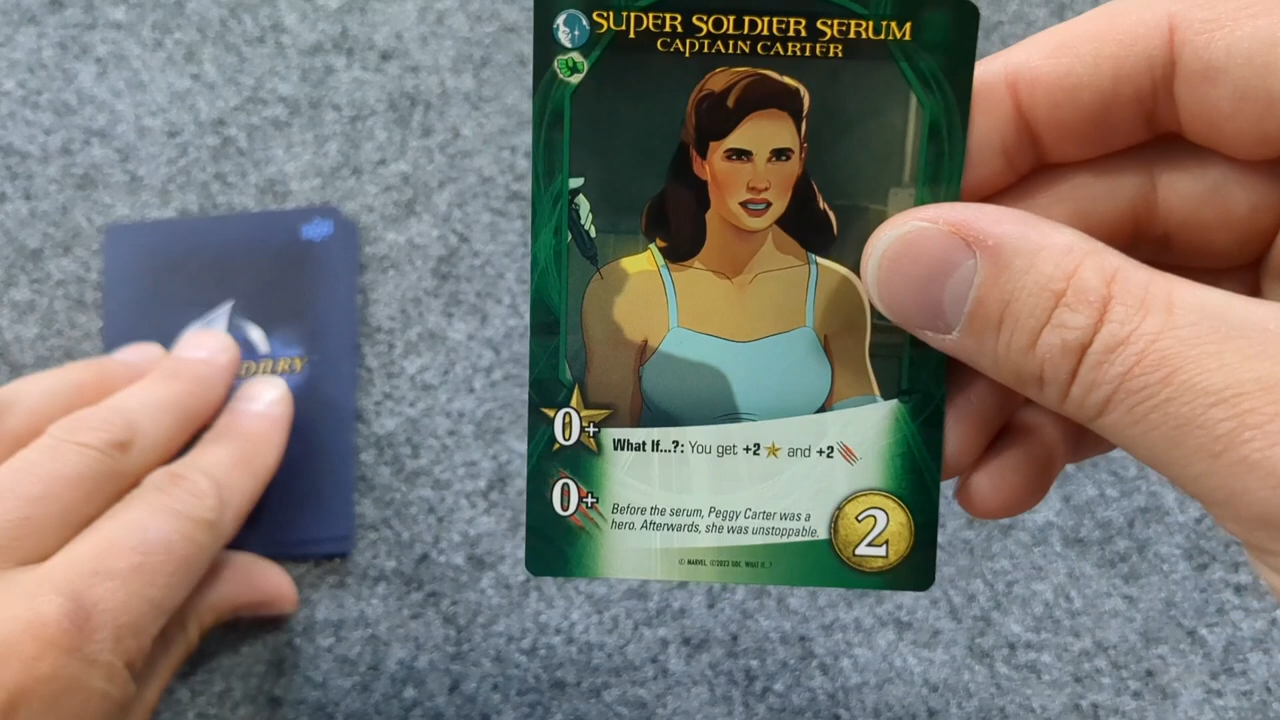 SUPER SOLDIER SERUM
CAPTAIN CARTER
0+
What If...?: You get +2 and +2
0+
Before the serum, Peggy Carter was a
hero. Afterwards, she was unstoppable.
2
© MARVEL. ©2023 UDC. WHAT IF...?